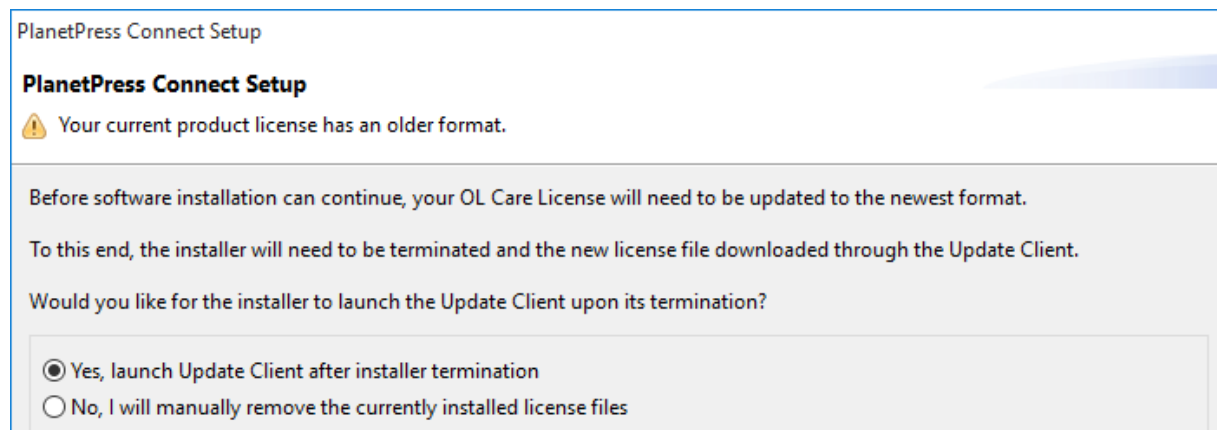 PlanetPress Connect Setup
PlanetPress Connect Setup
Your current product license has an older format.
Before software installation can continue, your OL Care License will need to be updated to the newest format.
To this end, the installer will need to be terminated and the new license file downloaded through the Update Client.
Would you like for the installer to launch the Update Client upon its termination?
Yes, launch Update Client after installer termination
No, I will manually remove the currently installed license files